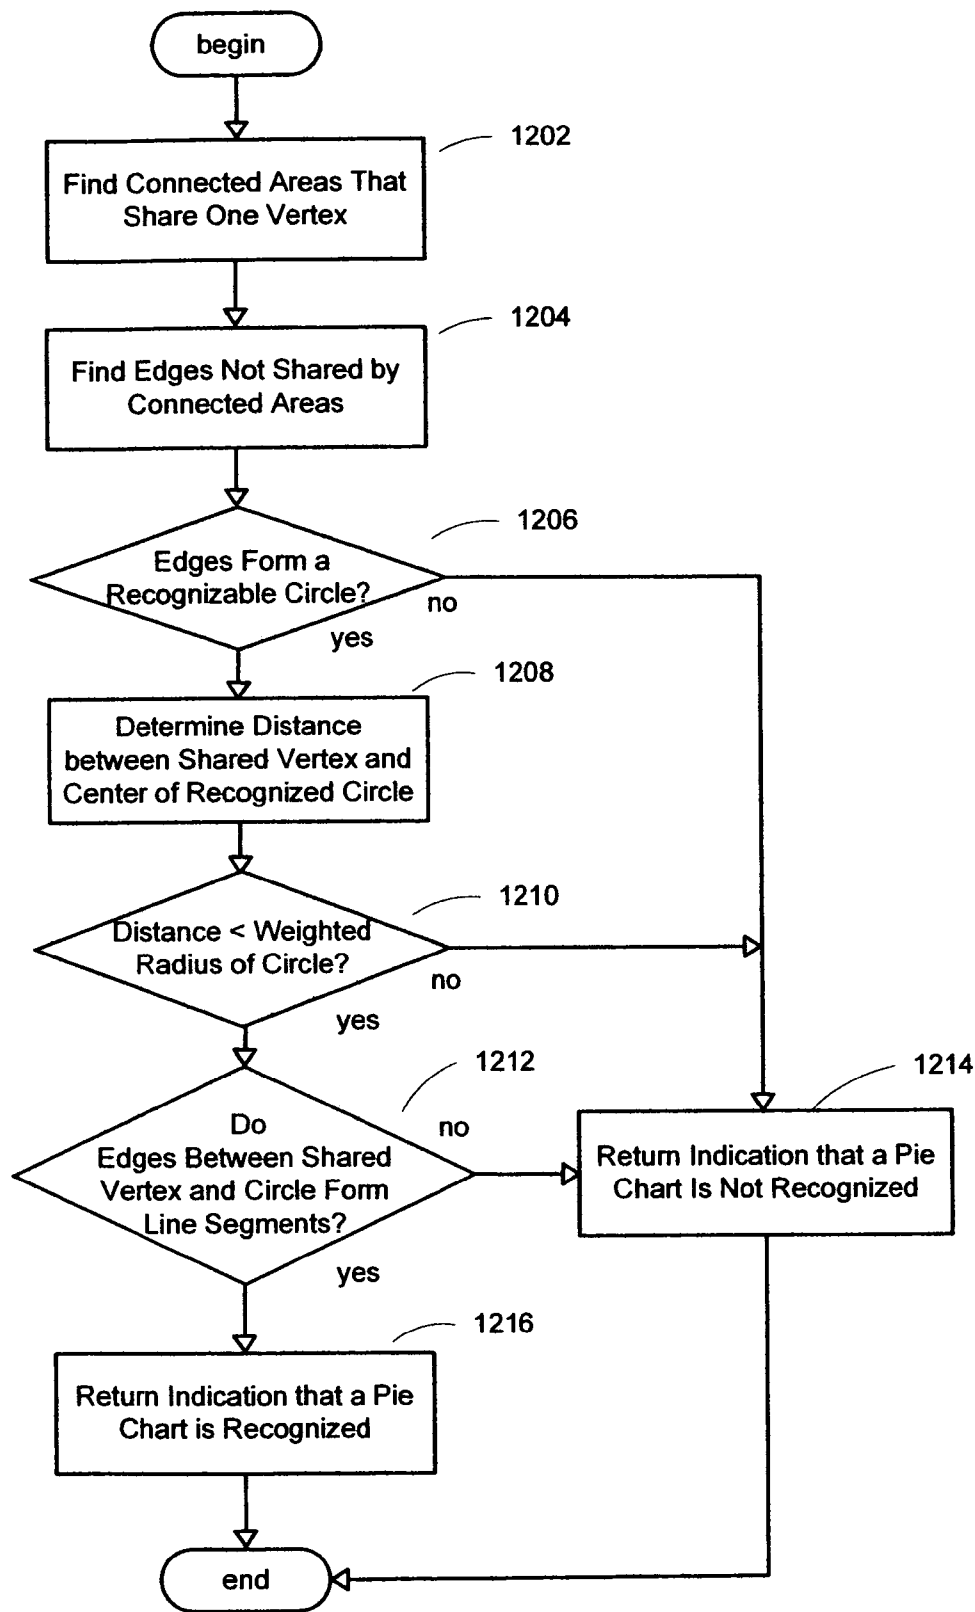 begin
1202
Find Connected Areas That
Share One Vertex
1204
Find Edges Not Shared by
Connected Areas
1206
Edges Form a
Recognizable Circle?
no
yes
1208
Determine Distance
between Shared Vertex and
Center of Recognized Circle
1210
Distance < Weighted
Radius of Circle?
no
yes
1212
Do
Edges Between Shared
Vertex and Circle Form
Line Segments?
no
yes
1214
Return Indication that a Pie
Chart Is Not Recognized
1216
Return Indication that a Pie
Chart is Recognized
end